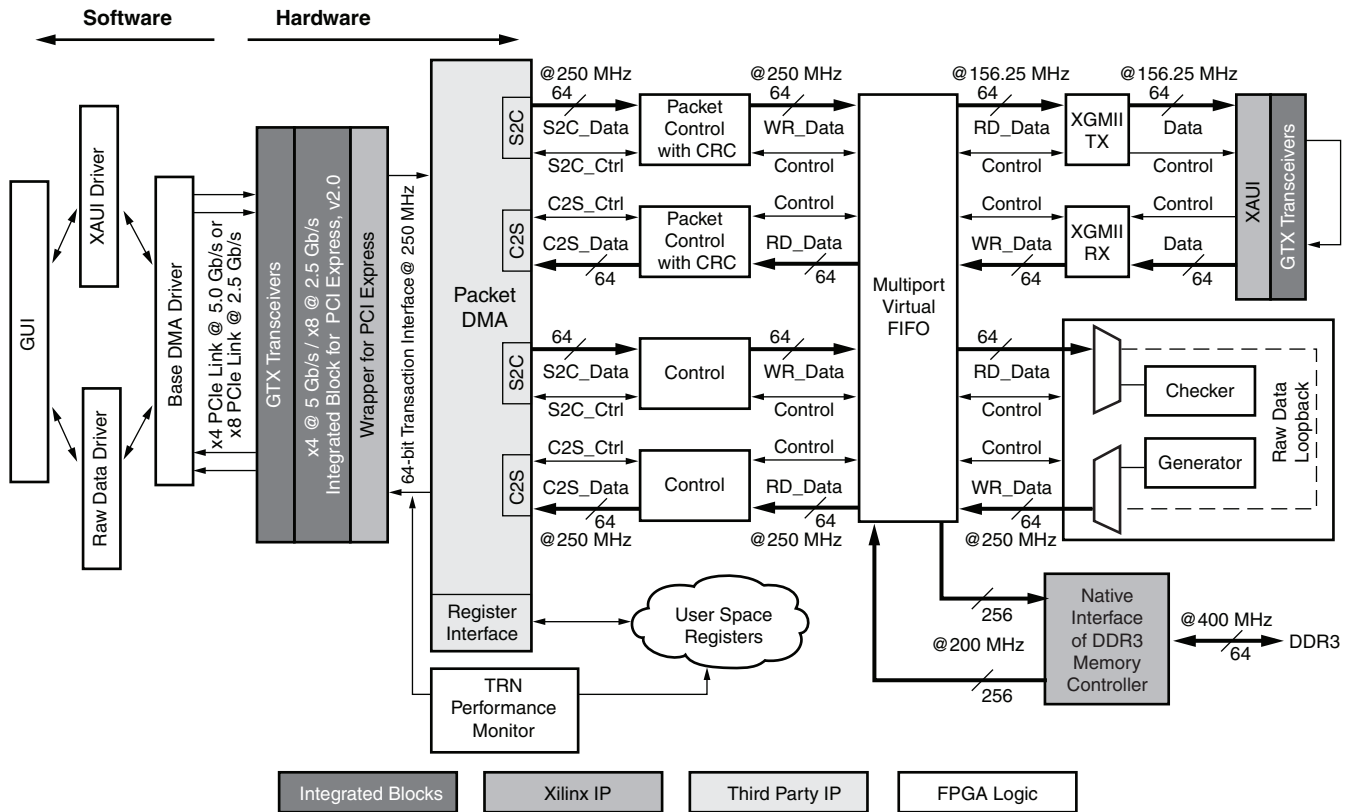 Software
Hardware
GUI
XAUI Driver
Raw Data Driver
Base DMA Driver
x4 PCIe Link @ 5.0 Gb/s or
x8 PCIe Link @ 2.5 Gb/s
GTX Transceivers
x4 @ 5 Gb/s / x8 @ 2.5 Gb/s
Integrated Block for PCI Express, v2.0
Wrapper for PCI Express
64-bit Transaction Interface@ 250 MHz
Packet
DMA
S2C
C2S
S2C
C2S
Register
Interface
@250 MHz
64
S2C_Data
S2C_Ctrl
C2S_Ctrl
C2S_Data
64
64
S2C_Data
S2C_Ctrl
C2S_Ctrl
C2S_Data
64
@250 MHz
Packet
Control
with CRC
Packet
Control
with CRC
Control
Control
@250 MHz
64
WR_Data
Control
Control
RD_Data
64
64
WR_Data
Control
Control
RD_Data
64
@250 MHz
Multiport
Virtual
FIFO
@156.25 MHz
64
RD_Data
Control
Control
WR_Data
64
64
RD_Data
Control
Control
WR_Data
64
@250 MHz
XGMII
TX
XGMII
RX
@156.25 MHz
64
Data
Control
Control
Data
64
XAUI
GTX Transceivers
Checker
Generator
Raw Data
Loopback
User Space
Registers
TRN
Performance
Monitor
256
@200 MHz
256
Native
Interface
of DDR3
Memory
Controller
@400 MHz
64
DDR3
Integrated Blocks
Xilinx IP
Third Party IP
FPGA Logic